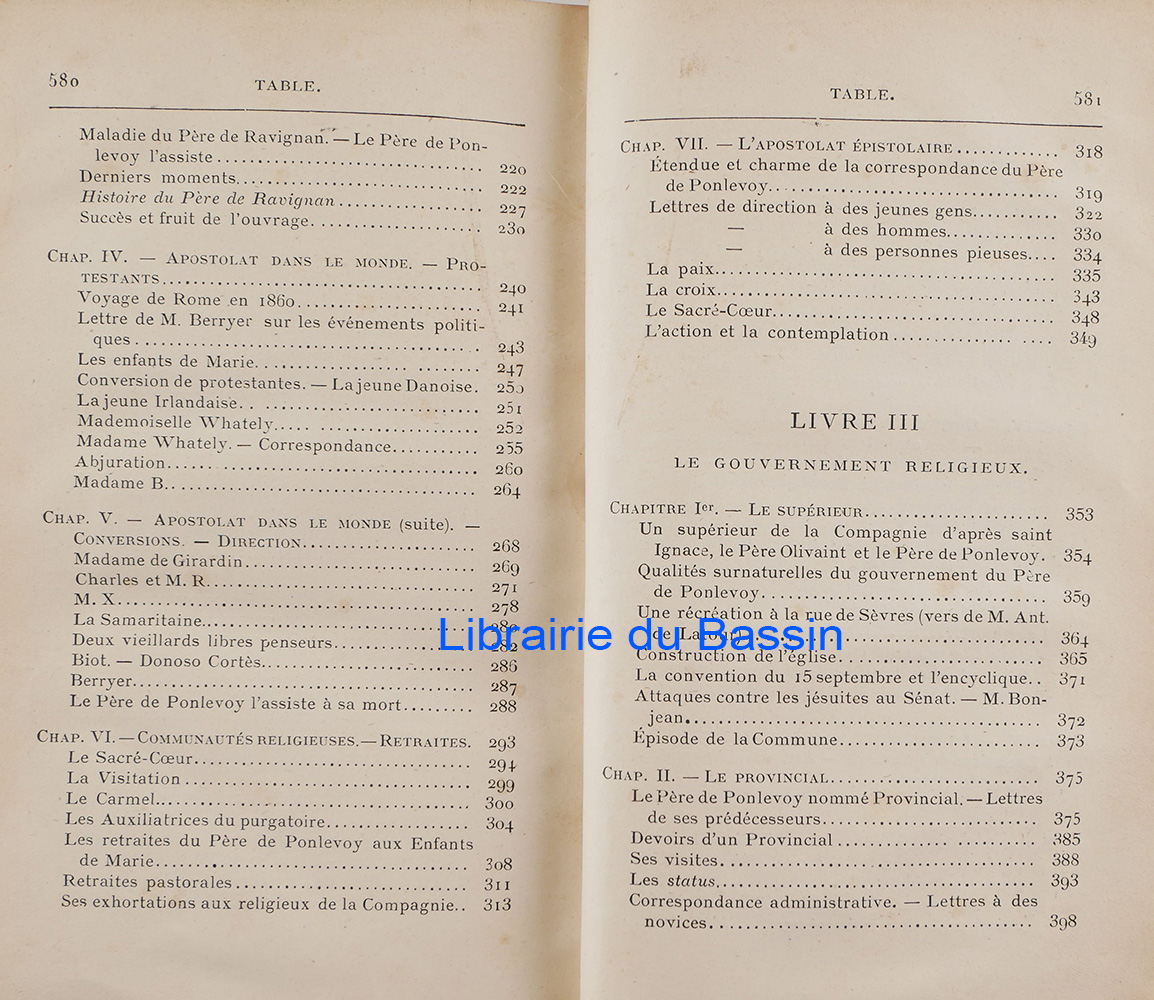 580
TABLE.
Maladie du Père de Ravignan. — Le Père de Pon-
levoy l'assiste.................................. 220
Derniers moments.............................. 222
Histoire du Père de Ravignan.................. 227
Succès et fruit de l'ouvrage..................... 230
CHAP. IV. — APOSTOLAT DANS LE MONDE. — PRO-
TESTANTS........................................ 240
Voyage de Rome en 1860....................... 241
Lettre de M. Berryer sur les événements politi-
ques............................................ 243
Les enfants de Marie........................... 247
Conversion de protestantes. — La jeune Danoise. 250
La jeune Irlandaise............................. 251
Mademoiselle Whately......................... 252
Madame Whately. — Correspondance........... 255
Abjuration...................................... 260
Madame B...................................... 264
CHAP. V. — APOSTOLAT DANS LE MONDE (suite). —
CONVERSIONS. — DIRECTION..................... 268
Madame de Girardin............................ 269
Charles et M. R................................. 271
M. X............................................ 278
La Samaritaine................................. 280
Deux vieillards libres penseurs.................. 282
Biot. — Donoso Cortès.......................... 286
Berryer......................................... 287
Le Père de Ponlevoy l'assiste à sa mort......... 288
CHAP. VI. — COMMUNAUTÉS RELIGIEUSES. — RETRAITES. 293
Le Sacré-Cœur.................................. 294
La Visitation................................... 299
Le Carmel...................................... 300
Les Auxiliatrices du purgatoire.................. 304
Les retraites du Père de Ponlevoy aux Enfants
de Marie....................................... 308
Retraites pastorales............................. 311
Ses exhortations aux religieux de la Compagnie.. 313
TABLE.
581
CHAP. VII. — L'APOSTOLAT ÉPISTOLAIRE............. 318
Étendue et charme de la correspondance du Père
de Ponlevoy.................................... 319
Lettres de direction à des jeunes gens........... 322
— à des hommes.............. 330
— à des personnes pieuses.... 334
La paix......................................... 335
La croix........................................ 343
Le Sacré-Cœur.................................. 348
L'action et la contemplation.................... 349
LIVRE III
LE GOUVERNEMENT RELIGIEUX.
CHAPITRE Ier. — LE SUPÉRIEUR....................... 353
Un supérieur de la Compagnie d'après saint
Ignace, le Père Olivaint et le Père de Ponlevoy. 354
Qualités surnaturelles du gouvernement du Père
de Ponlevoy.................................... 359
Une récréation à la rue de Sèvres (vers de M. Ant.
de Latour)..................................... 364
Construction de l'église......................... 365
La convention du 15 septembre et l'encyclique.. 371
Attaques contre les jésuites au Sénat. — M. Bon-
jean............................................ 372
Épisode de la Commune........................ 373
CHAP. II. — LE PROVINCIAL.......................... 375
Le Père de Ponlevoy nommé Provincial. — Lettres
de ses prédécesseurs........................... 375
Devoirs d'un Provincial......................... 385
Ses visites...................................... 388
Les status...................................... 393
Correspondance administrative. — Lettres à des
novices......................................... 398
Librairie du Bassin